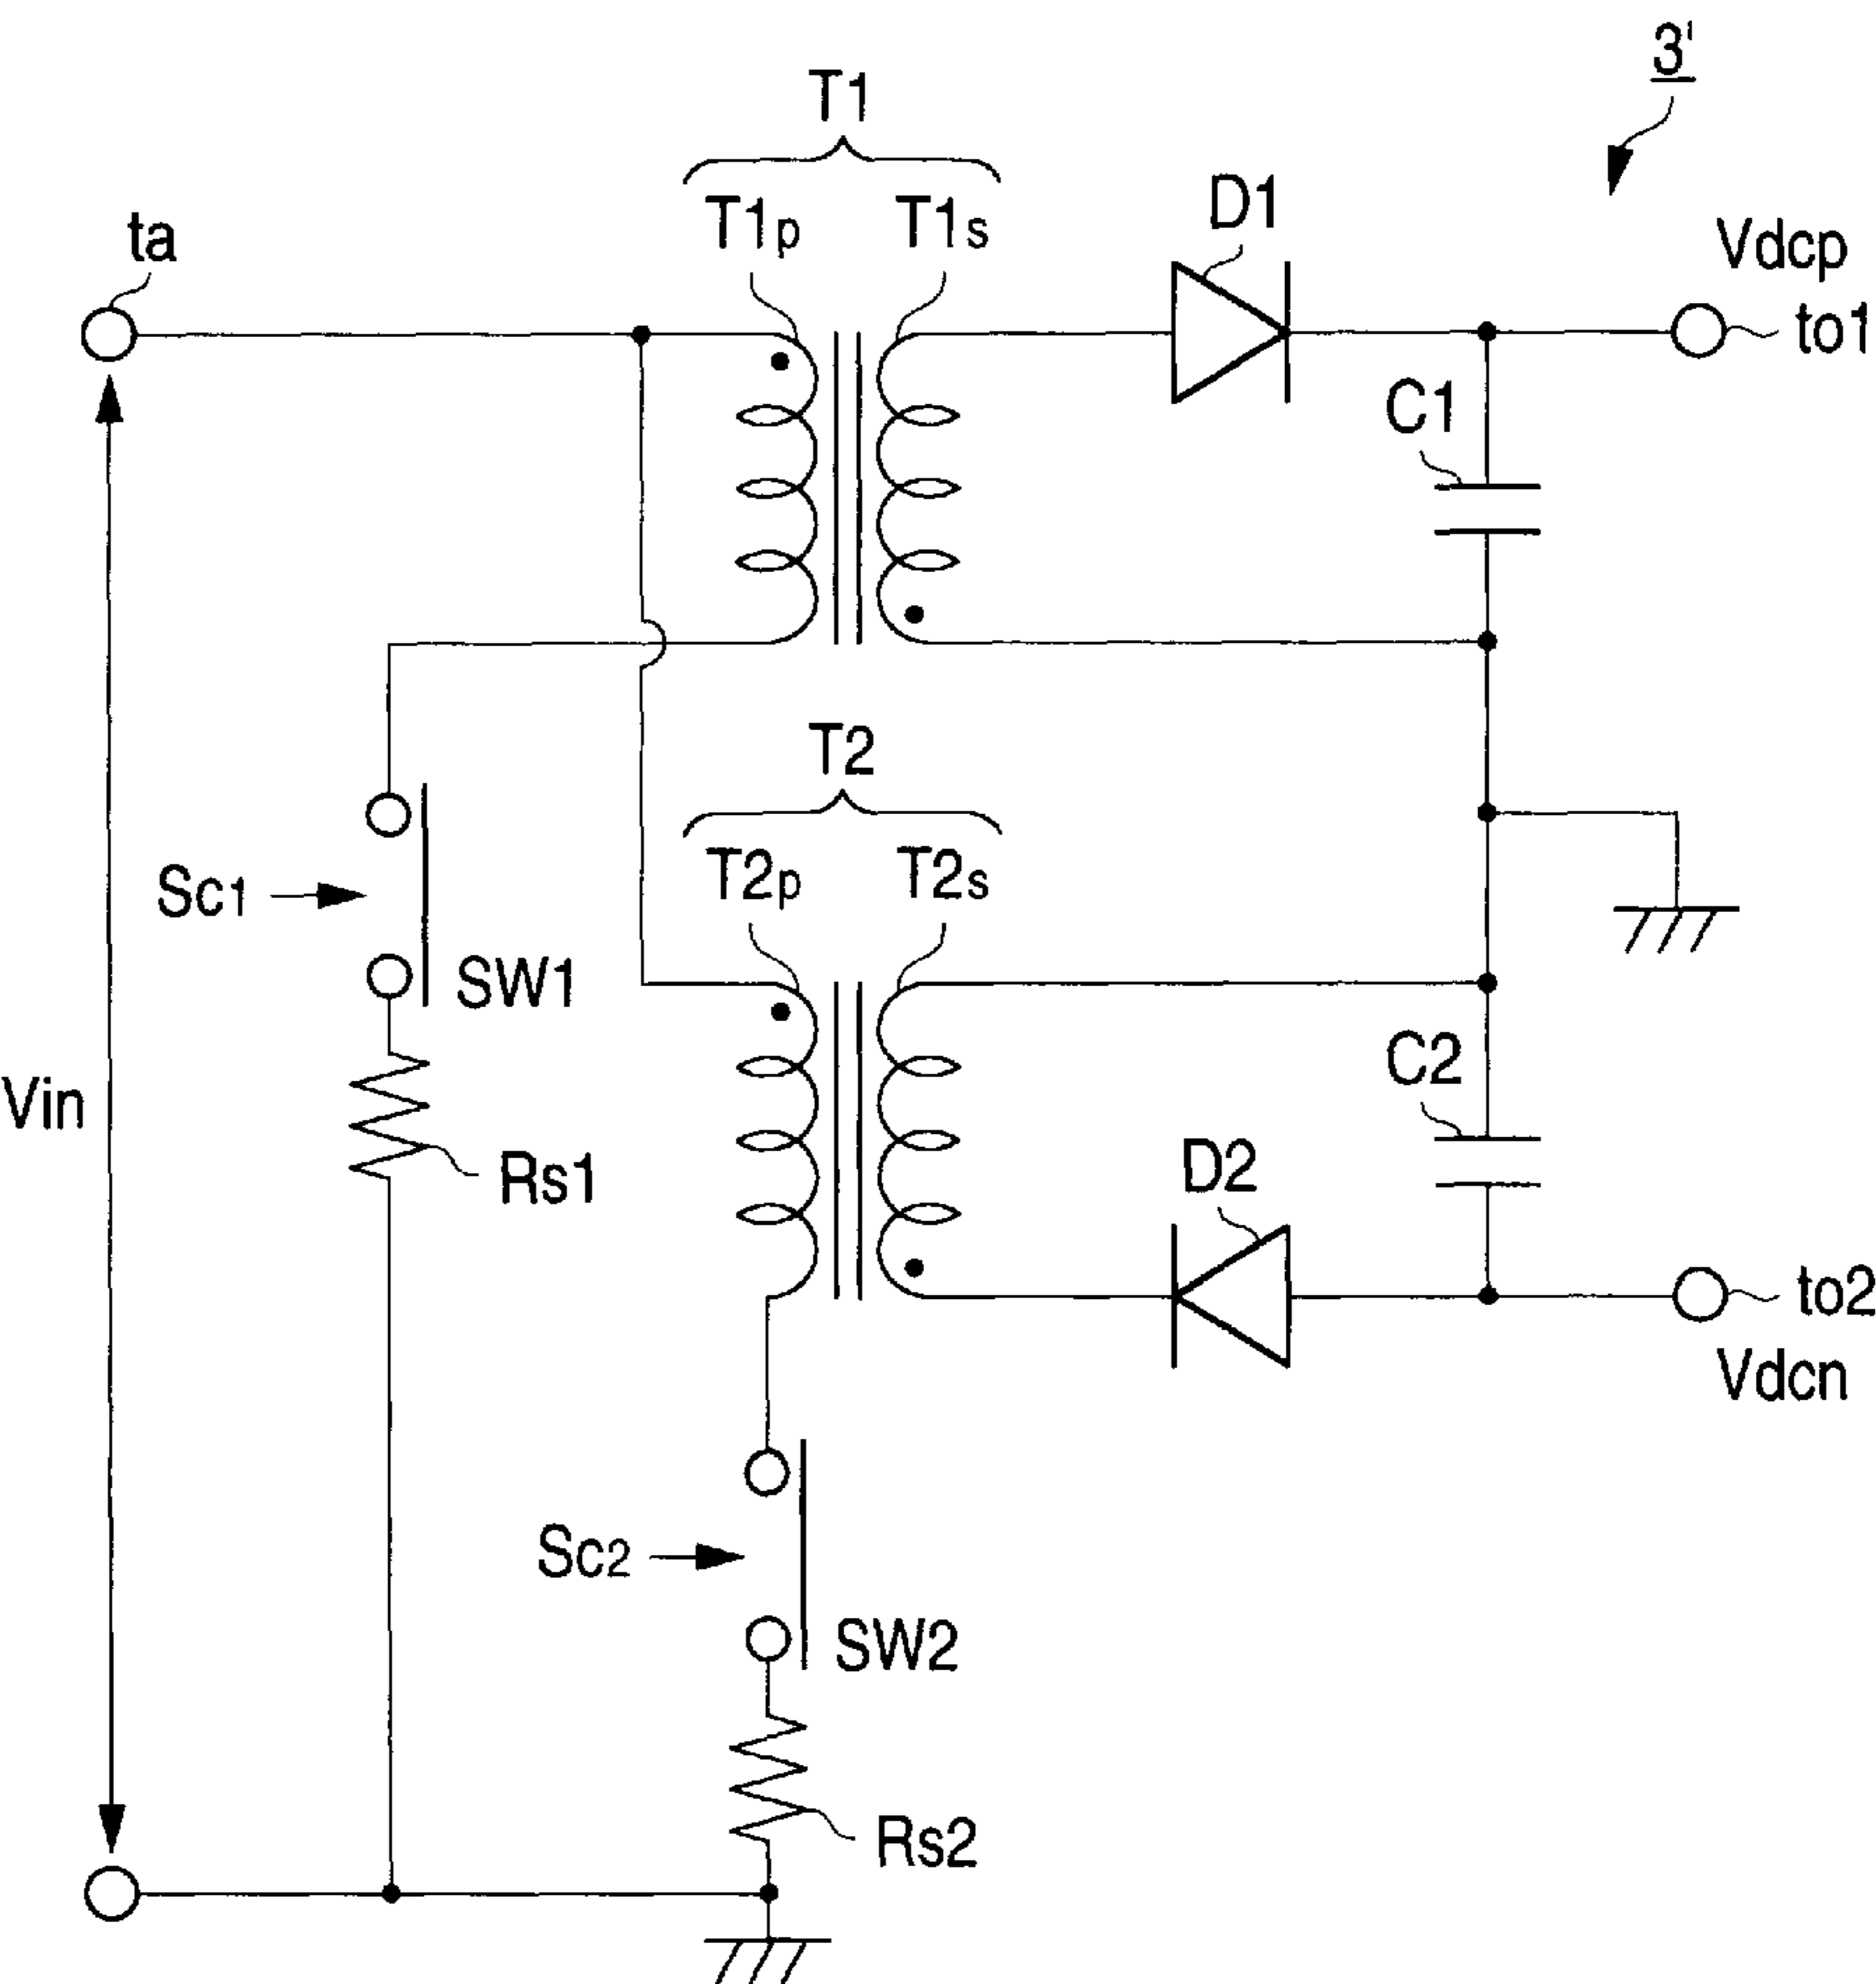 3'
T1
T1p
T1s
D1
ta
Vdcp
to1
C1
T2
T2p
T2s
Sc1
SW1
C2
Vin
D2
Rs1
to2
Vdcn
Sc2
SW2
Rs2